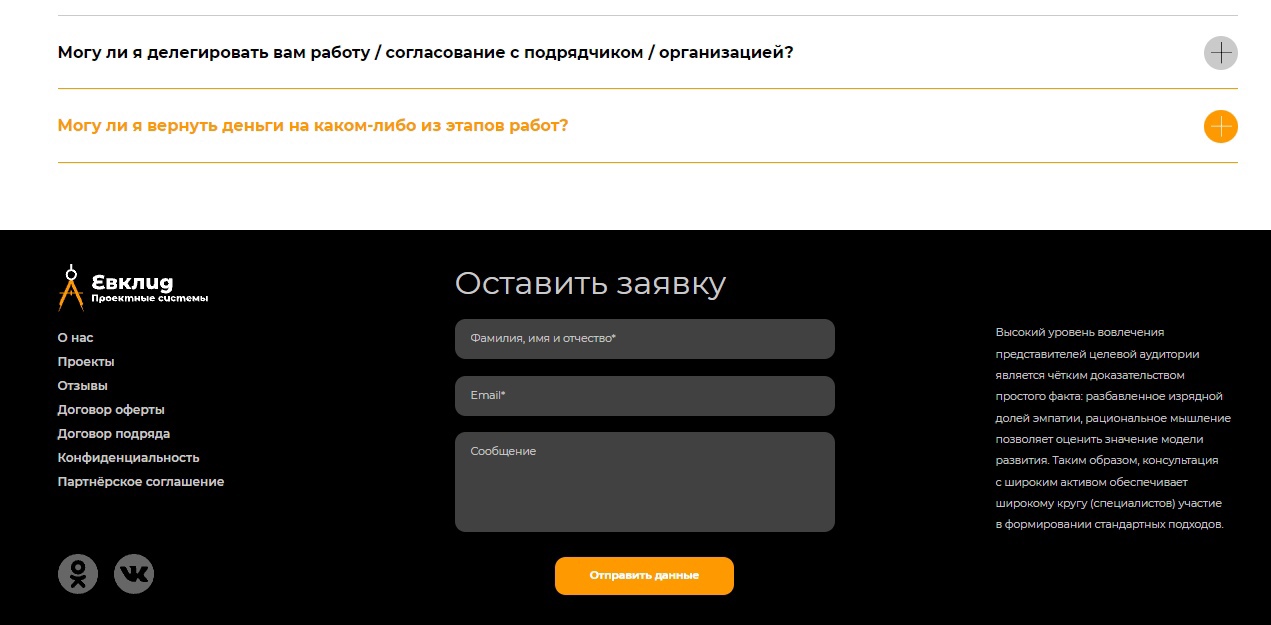 Могу ли я делегировать вам работу / согласование с подрядчиком / организацией?
Могу ли я вернуть деньги на каком-либо из этапов работ?
Евклид
Проектные системы
О нас
Проекты
Отзывы
Договор оферты
Договор подряда
Конфиденциальность
Партнёрское соглашение
Оставить заявку
Фамилия, имя и отчество*
Email*
Сообщение
Отправить данные
Высокий уровень вовлечения
представителей целевой аудитории
является чётким доказательством
простого факта: разбавленное изрядной
долей эмпатии, рациональное мышление
позволяет оценить значение модели
развития. Таким образом, консультация
с широким активом обеспечивает
широкому кругу (специалистов) участие
в формировании стандартных подходов.